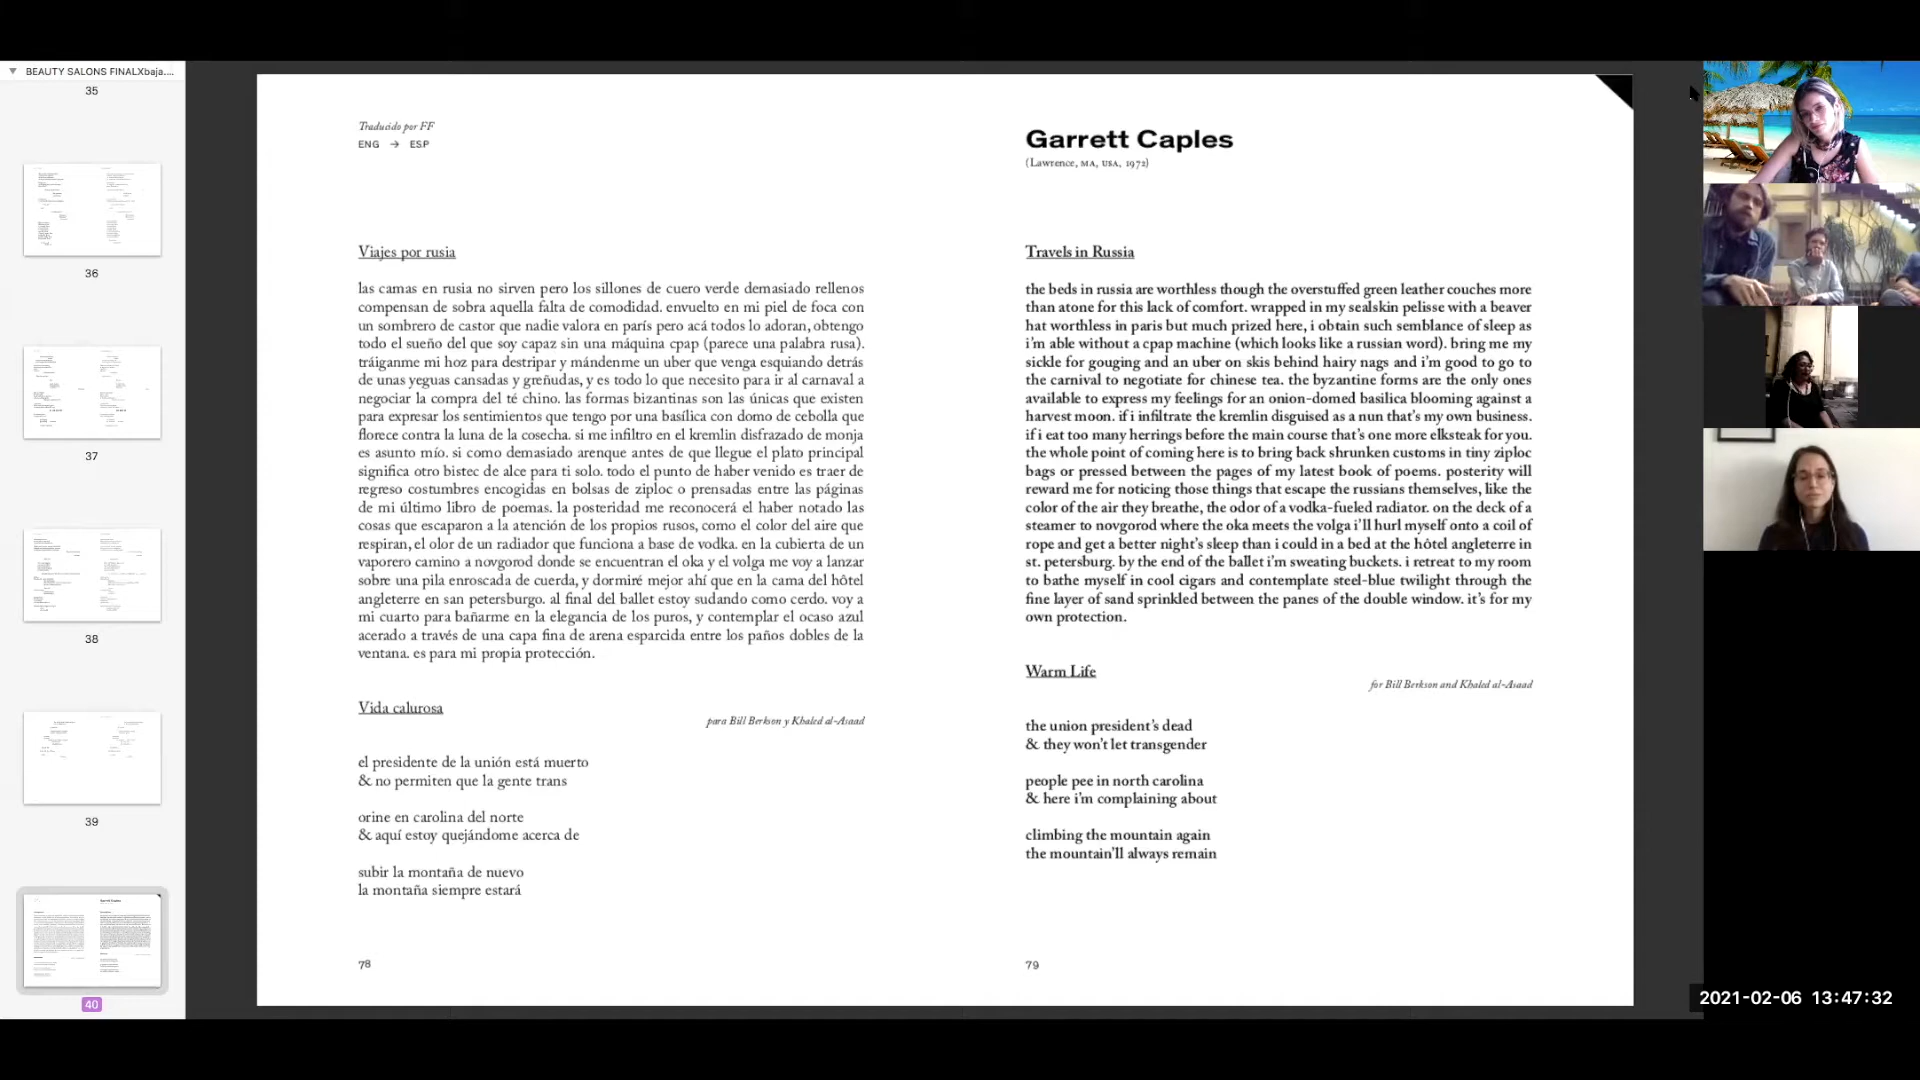 BEAUTY SALONS FINALXbaja....
35
36
37
38
39
40
Traducido por FF
ENG → ESP
Viajes por rusia
las camas en rusia no sirven pero los sillones de cuero verde demasiado rellenos
compensan de sobra aquella falta de comodidad. envuelto en mi piel de foca con
un sombrero de castor que nadie valora en parís pero acá todos lo adoran, obtengo
todo el sueño del que soy capaz sin una máquina cpap (parece una palabra rusa).
tráiganme mi hoz para destripar y mándenme un uber que venga esquiando detrás
de unas yeguas cansadas y greñudas, y es todo lo que necesito para ir al carnaval a
negociar la compra del té chino. las formas bizantinas son las únicas que existen
para expresar los sentimientos que tengo por una basílica con domo de cebolla que
florece contra la luna de la cosecha. si me infiltro en el kremlin disfrazado de monja
es asunto mío. si como demasiado arenque antes de que llegue el plato principal
significa otro bistec de alce para ti solo. todo el punto de haber venido es traer de
regreso costumbres encogidas en bolsas de ziploc o prensadas entre las páginas
de mi último libro de poemas. la posteridad me reconocerá el haber notado las
cosas que escaparon a la atención de los propios rusos, como el color del aire que
respiran, el olor de un radiador que funciona a base de vodka. en la cubierta de un
vaporero camino a novgorod donde se encuentran el oka y el volga me voy a lanzar
sobre una pila enroscada de cuerda, y dormiré mejor ahí que en la cama del hôtel
angleterre en san petersburgo. al final del ballet estoy sudando como cerdo. voy a
mi cuarto para bañarme en la elegancia de los puros, y contemplar el ocaso azul
acerado a través de una capa fina de arena esparcida entre los paños dobles de la
ventana. es para mi propia protección.
Vida calurosa
para Bill Berkson y Khaled al-Asaad
el presidente de la unión está muerto
& no permiten que la gente trans
orine en carolina del norte
& aquí estoy quejándome acerca de
subir la montaña de nuevo
la montaña siempre estará
78
Garrett Caples
(Lawrence, MA, USA, 1972)
Travels in Russia
the beds in russia are worthless though the overstuffed green leather couches more
than atone for this lack of comfort. wrapped in my sealskin pelisse with a beaver
hat worthless in paris but much prized here, i obtain such semblance of sleep as
i'm able without a cpap machine (which looks like a russian word). bring me my
sickle for gouging and an uber on skis behind hairy nags and i'm good to go to
the carnival to negotiate for chinese tea. the byzantine forms are the only ones
available to express my feelings for an onion-domed basilica blooming against a
harvest moon. if i infiltrate the kremlin disguised as a nun that's my own business.
if i eat too many herrings before the main course that's one more elksteak for you.
the whole point of coming here is to bring back shrunken customs in tiny ziploc
bags or pressed between the pages of my latest book of poems. posterity will
reward me for noticing those things that escape the russians themselves, like the
color of the air they breathe, the odor of a vodka-fueled radiator. on the deck of a
steamer to novgorod where the oka meets the volga i'll hurl myself onto a coil of
rope and get a better night's sleep than i could in a bed at the hôtel angleterre in
st. petersburg. by the end of the ballet i'm sweating buckets. i retreat to my room
to bathe myself in cool cigars and contemplate steel-blue twilight through the
fine layer of sand sprinkled between the panes of the double window. it's for my
own protection.
Warm Life
for Bill Berkson and Khaled al-Asaad
the union president's dead
& they won't let transgender
people pee in north carolina
& here i'm complaining about
climbing the mountain again
the mountain'll always remain
79
2021-02-06 13:47:32